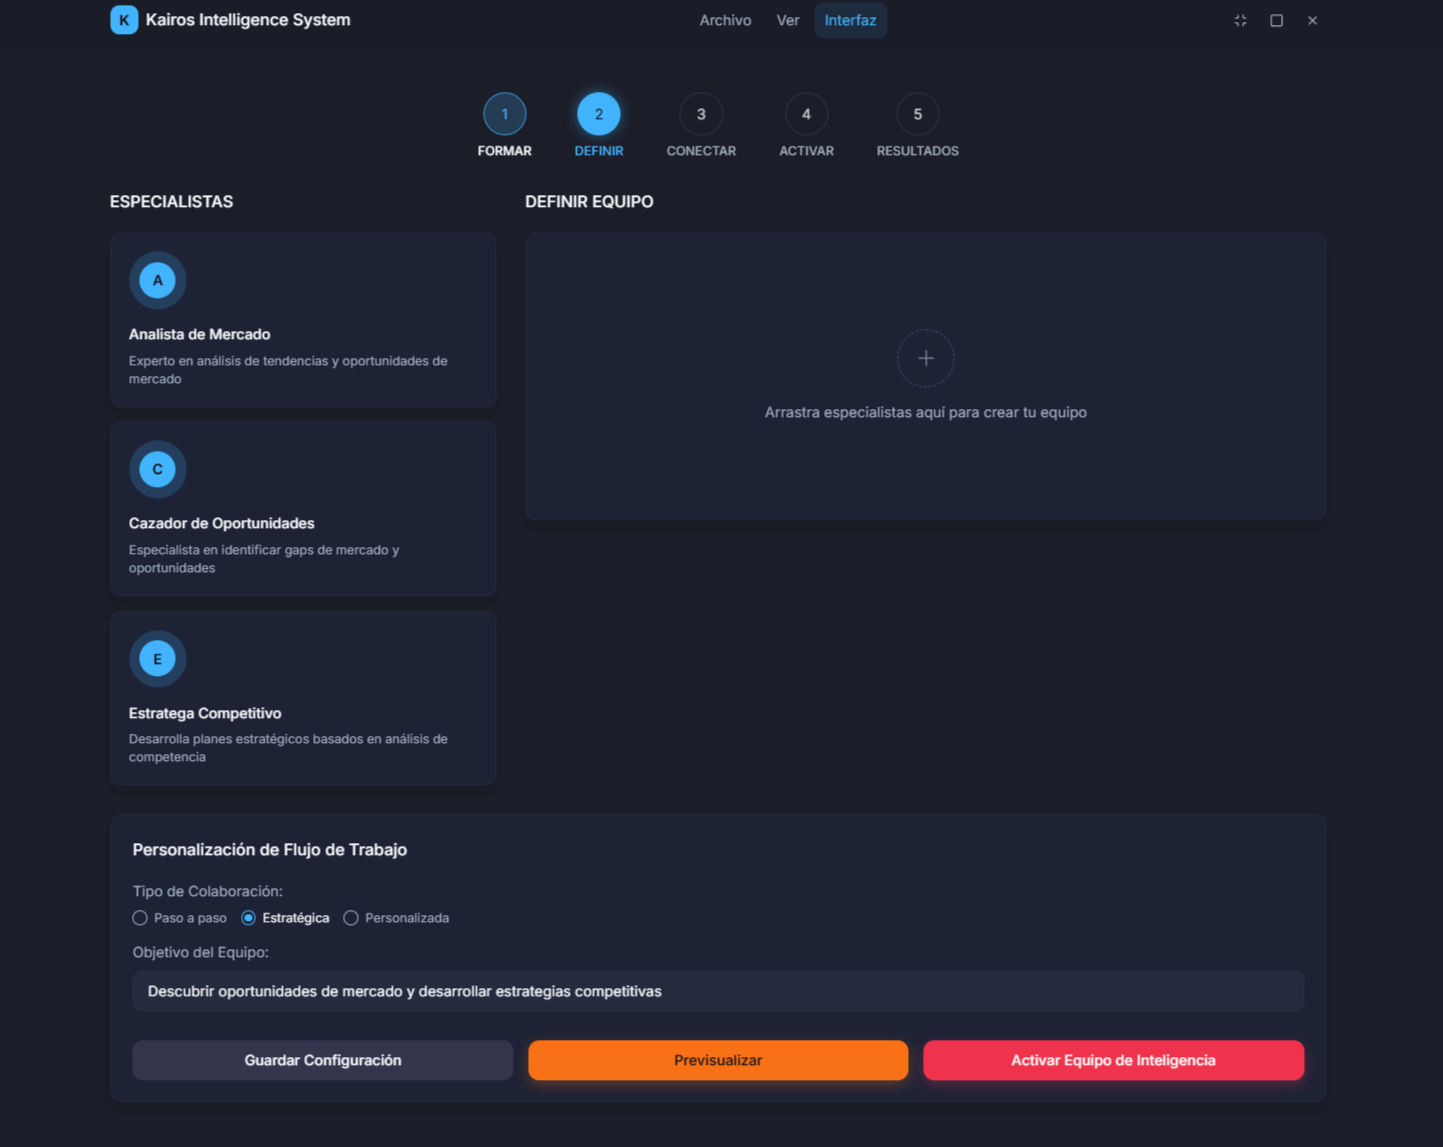 K Kairos Intelligence System
Archivo Ver Interfaz
1 2 3 4 5
FORMAR DEFINIR CONECTAR ACTIVAR RESULTADOS
ESPECIALISTAS
A
Analista de Mercado
Experto en análisis de tendencias y oportunidades de
mercado
C
Cazador de Oportunidades
Especialista en identificar gaps de mercado y
oportunidades
E
Estratega Competitivo
Desarrolla planes estratégicos basados en análisis de
competencia
DEFINIR EQUIPO
Arrastra especialistas aquí para crear tu equipo
Personalización de Flujo de Trabajo
Tipo de Colaboración:
Paso a paso Estratégica Personalizada
Objetivo del Equipo:
Descubrir oportunidades de mercado y desarrollar estrategias competitivas
Guardar Configuración Previsualizar Activar Equipo de Inteligencia